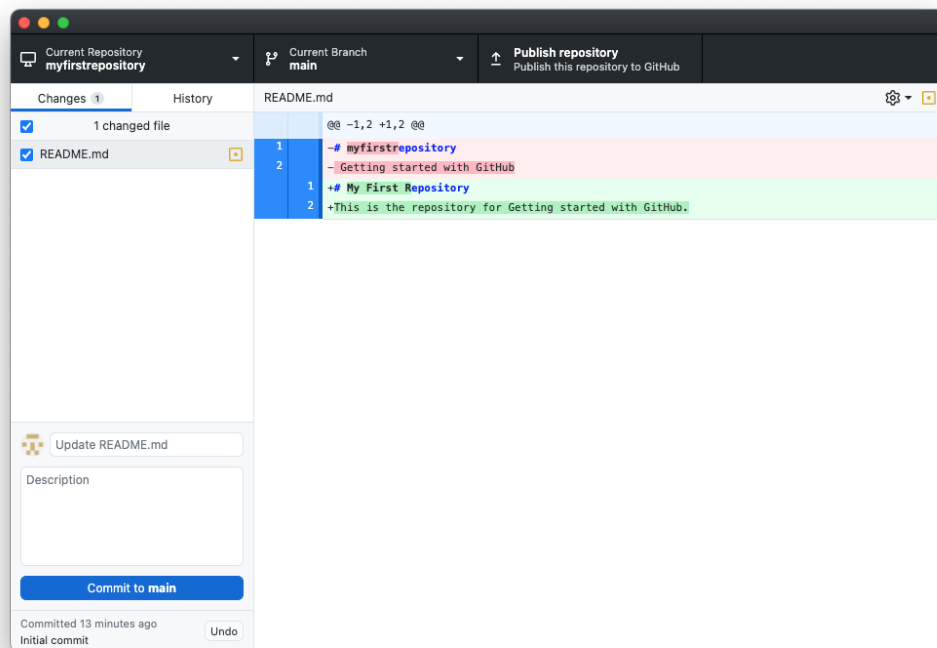 Current Repository
myfirstrepository
Current Branch
main
Publish repository
Publish this repository to GitHub
Changes 1
History
README.md
1 changed file
README.md
@@ -1,2 +1,2 @@
1 -# myfirstrepository
2 - Getting started with GitHub
1 +# My First Repository
2 +This is the repository for Getting started with GitHub.
Update README.md
Description
Commit to main
Committed 13 minutes ago
Initial commit
Undo